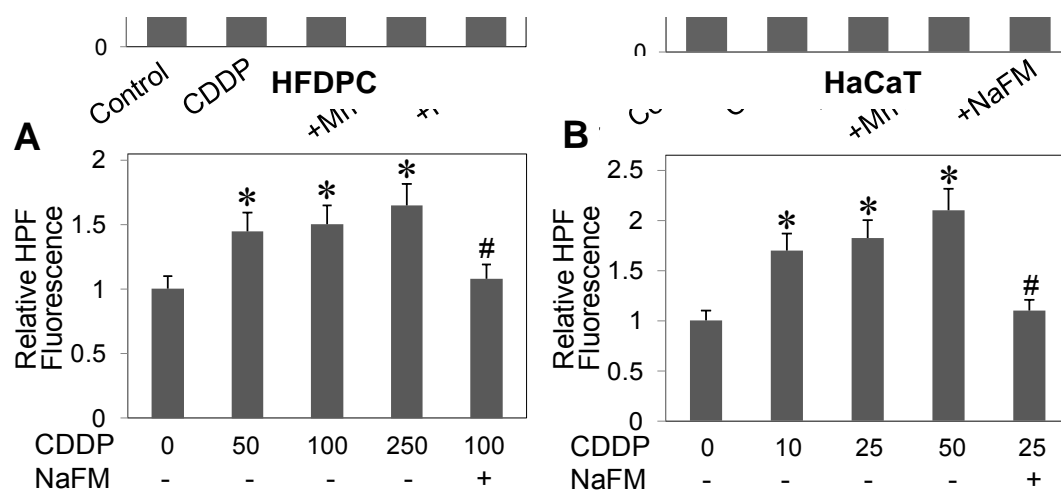 0
0
Control
CDDP
HFDPC
HaCaT
+NaFM
A
B
2
1.5
1
0.5
0
Relative HPF
Fluorescence
*
*
*
#
2.5
2
1.5
1
0.5
0
Relative HPF
Fluorescence
*
*
*
#
CDDP 0 50 100 250 100
NaFM - - - - +
CDDP 0 10 25 50 25
NaFM - - - - +